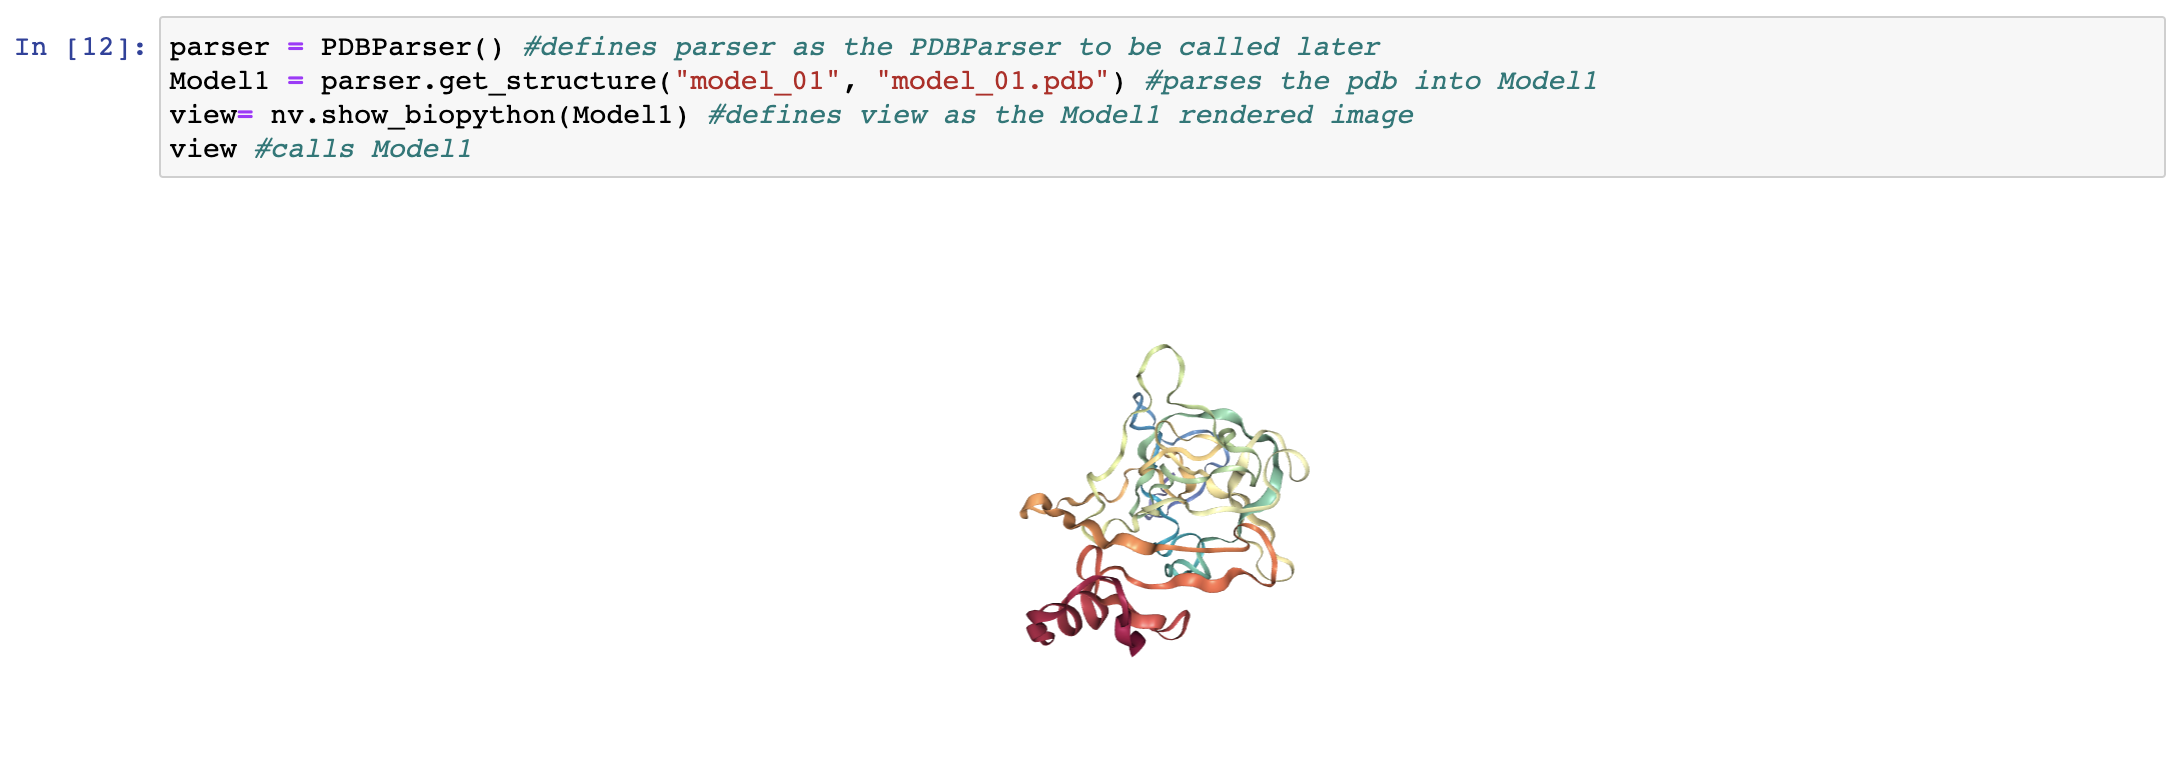 In [12]: parser = PDBParser() #defines parser as the PDBParser to be called later
Model1 = parser.get_structure("model_01", "model_01.pdb") #parses the pdb into Model1
view= nv.show_biopython(Model1) #defines view as the Model1 rendered image
view #calls Model1